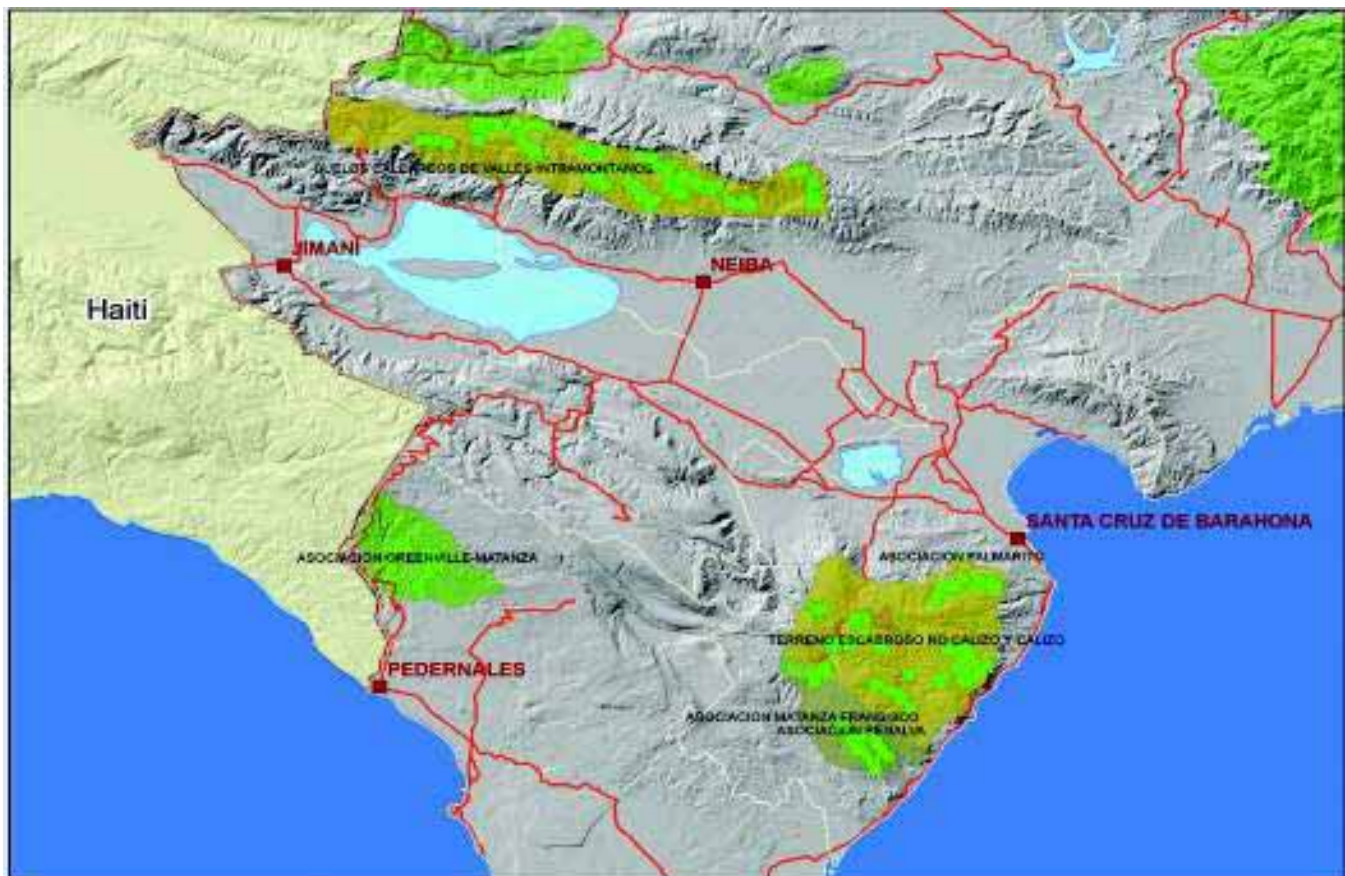 SUELOS CALCAREOS DE VALLES INTRAMONTANOS
JIMANÍ
NEIBA
Haiti
SANTA CRUZ DE BARAHONA
ASOCIACION GREENVILLE-MATANZA
ASOCIACION PALMARITO
TERRENO ESCABROSO NO CALIZO Y CALIZO
PEDERNALES
ASOCIACION MATANZA FRANCISCO
ASOCIACION PENALVA